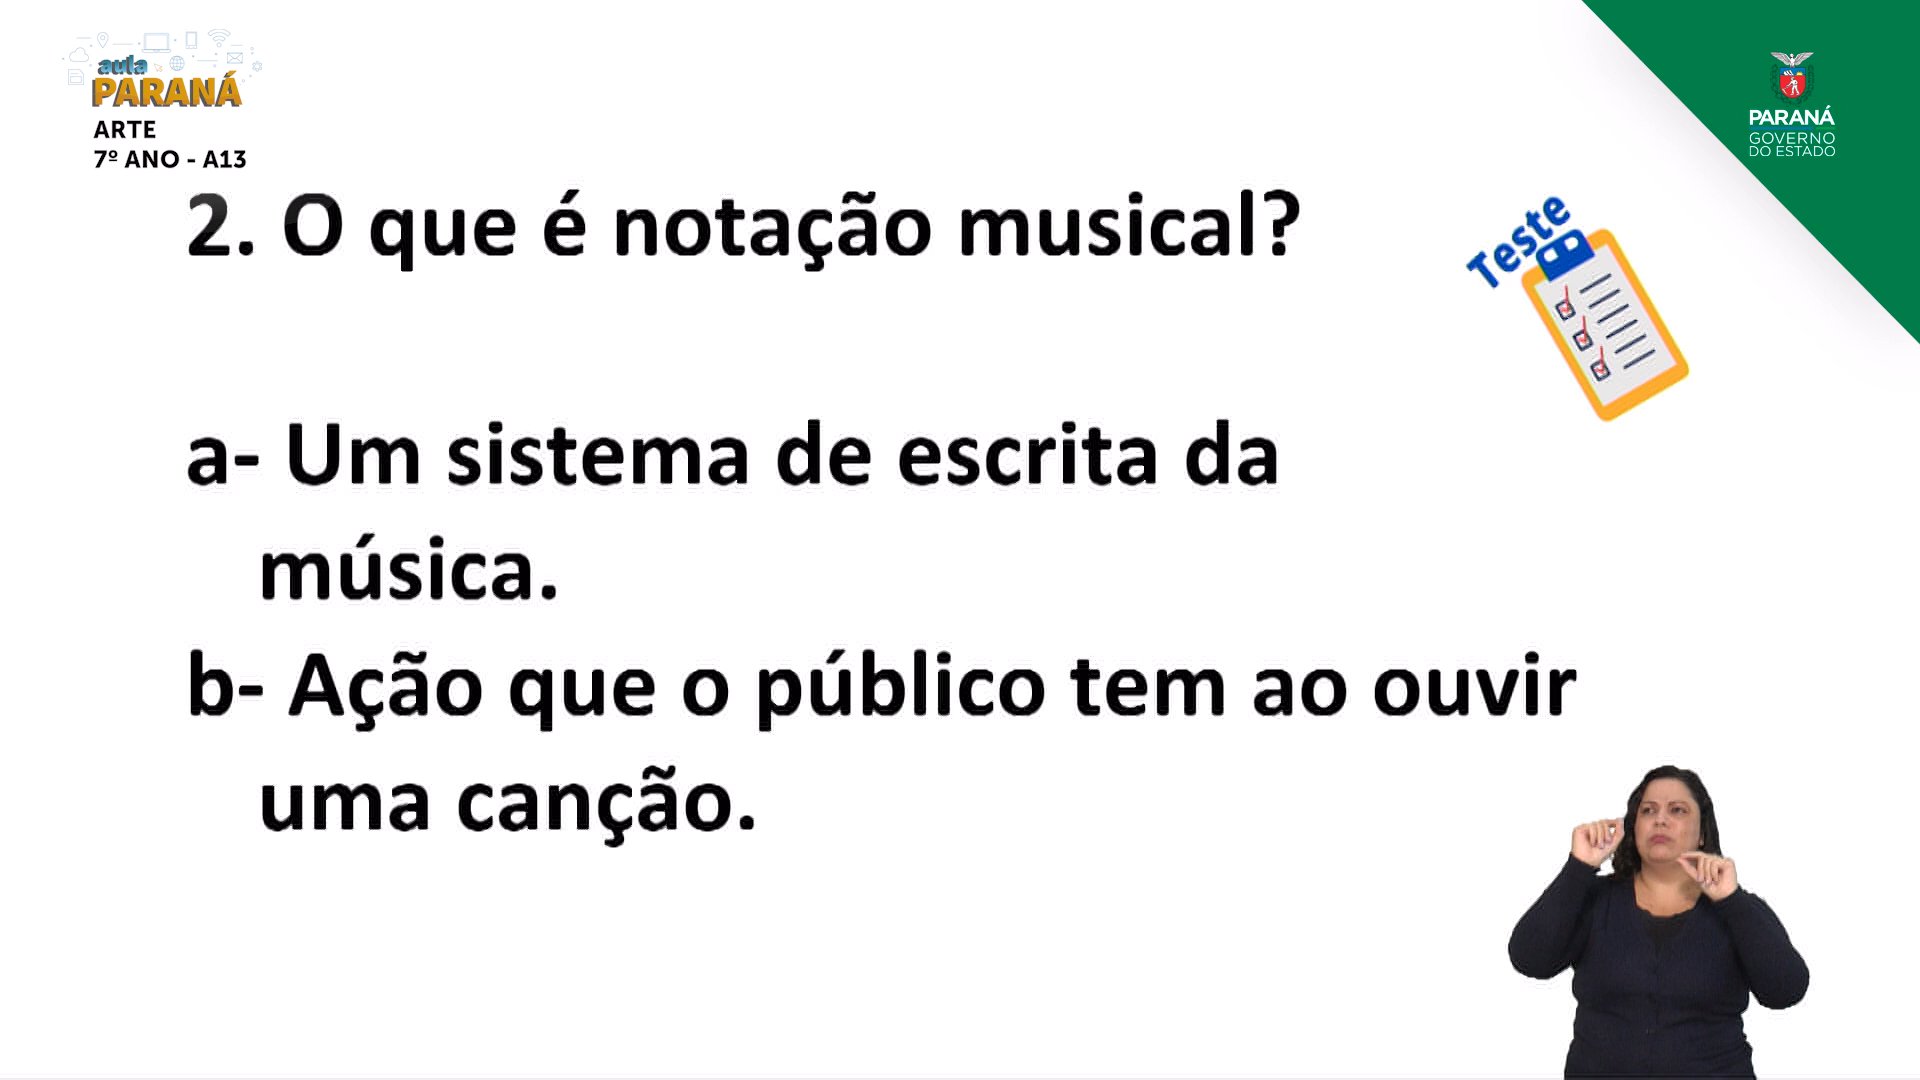 aula
PARANÁ
ARTE
7º ANO - A13
PARANÁ
GOVERNO
DO ESTADO
2. O que é notação musical?
Teste
a- Um sistema de escrita da
música.
b- Ação que o público tem ao ouvir
uma canção.